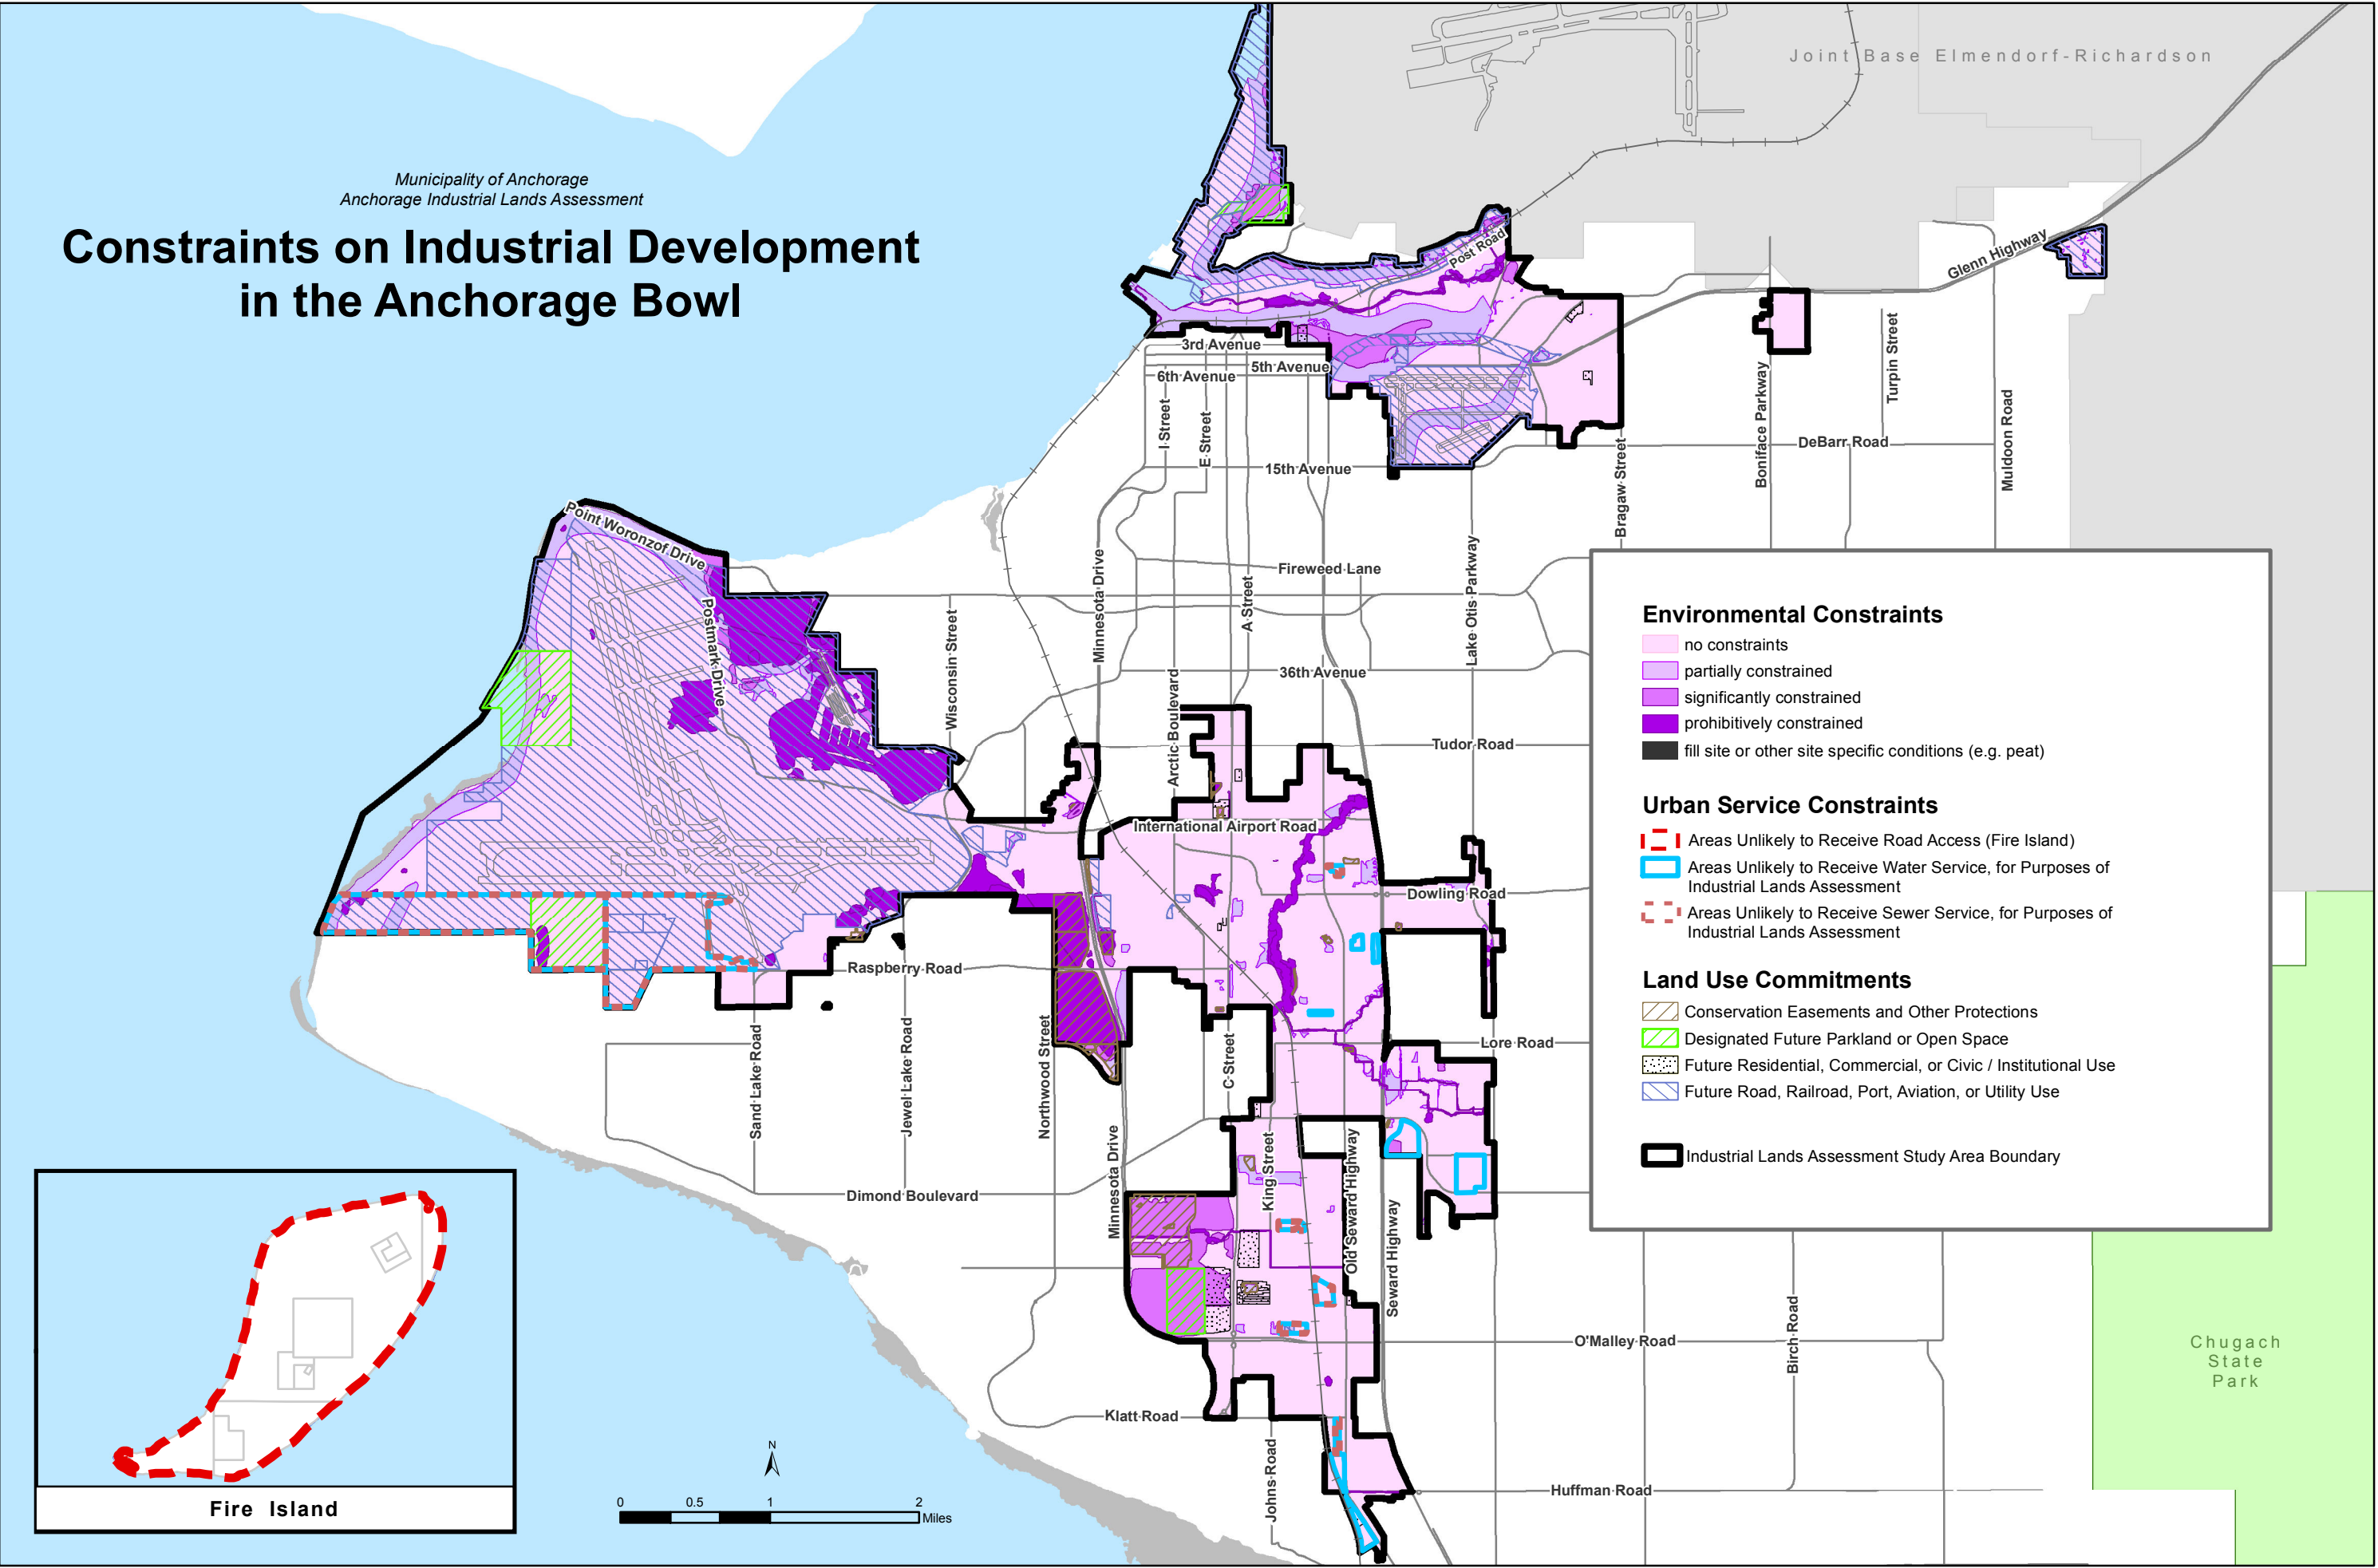 Joint Base Elmendorf-Richardson
Municipality of Anchorage
Anchorage Industrial Lands Assessment
Constraints on Industrial Development
in the Anchorage Bowl
Post Road
Glenn Highway
3rd Avenue
5th Avenue
6th Avenue
I Street
E Street
15th Avenue
Boniface Parkway
Turpin Street
Muldoon Road
DeBarr Road
Bragaw Street
Point Woronzof Drive
Postmark Drive
Wisconsin Street
Minnesota Drive
Fireweed Lane
A Street
Lake Otis Parkway
36th Avenue
Arctic Boulevard
Tudor Road
International Airport Road
Dowling Road
Raspberry Road
Sand Lake Road
Jewel Lake Road
Northwood Street
C Street
Lore Road
Minnesota Drive
Dimond Boulevard
King Street
Old Seward Highway
Seward Highway
O'Malley Road
Birch Road
Klatt Road
Johns Road
Huffman Road
Chugach
State
Park
Environmental Constraints
no constraints
partially constrained
significantly constrained
prohibitively constrained
fill site or other site specific conditions (e.g. peat)
Urban Service Constraints
Areas Unlikely to Receive Road Access (Fire Island)
Areas Unlikely to Receive Water Service, for Purposes of
Industrial Lands Assessment
Areas Unlikely to Receive Sewer Service, for Purposes of
Industrial Lands Assessment
Land Use Commitments
Conservation Easements and Other Protections
Designated Future Parkland or Open Space
Future Residential, Commercial, or Civic / Institutional Use
Future Road, Railroad, Port, Aviation, or Utility Use
Industrial Lands Assessment Study Area Boundary
Fire Island
N
0 0.5 1 2
Miles